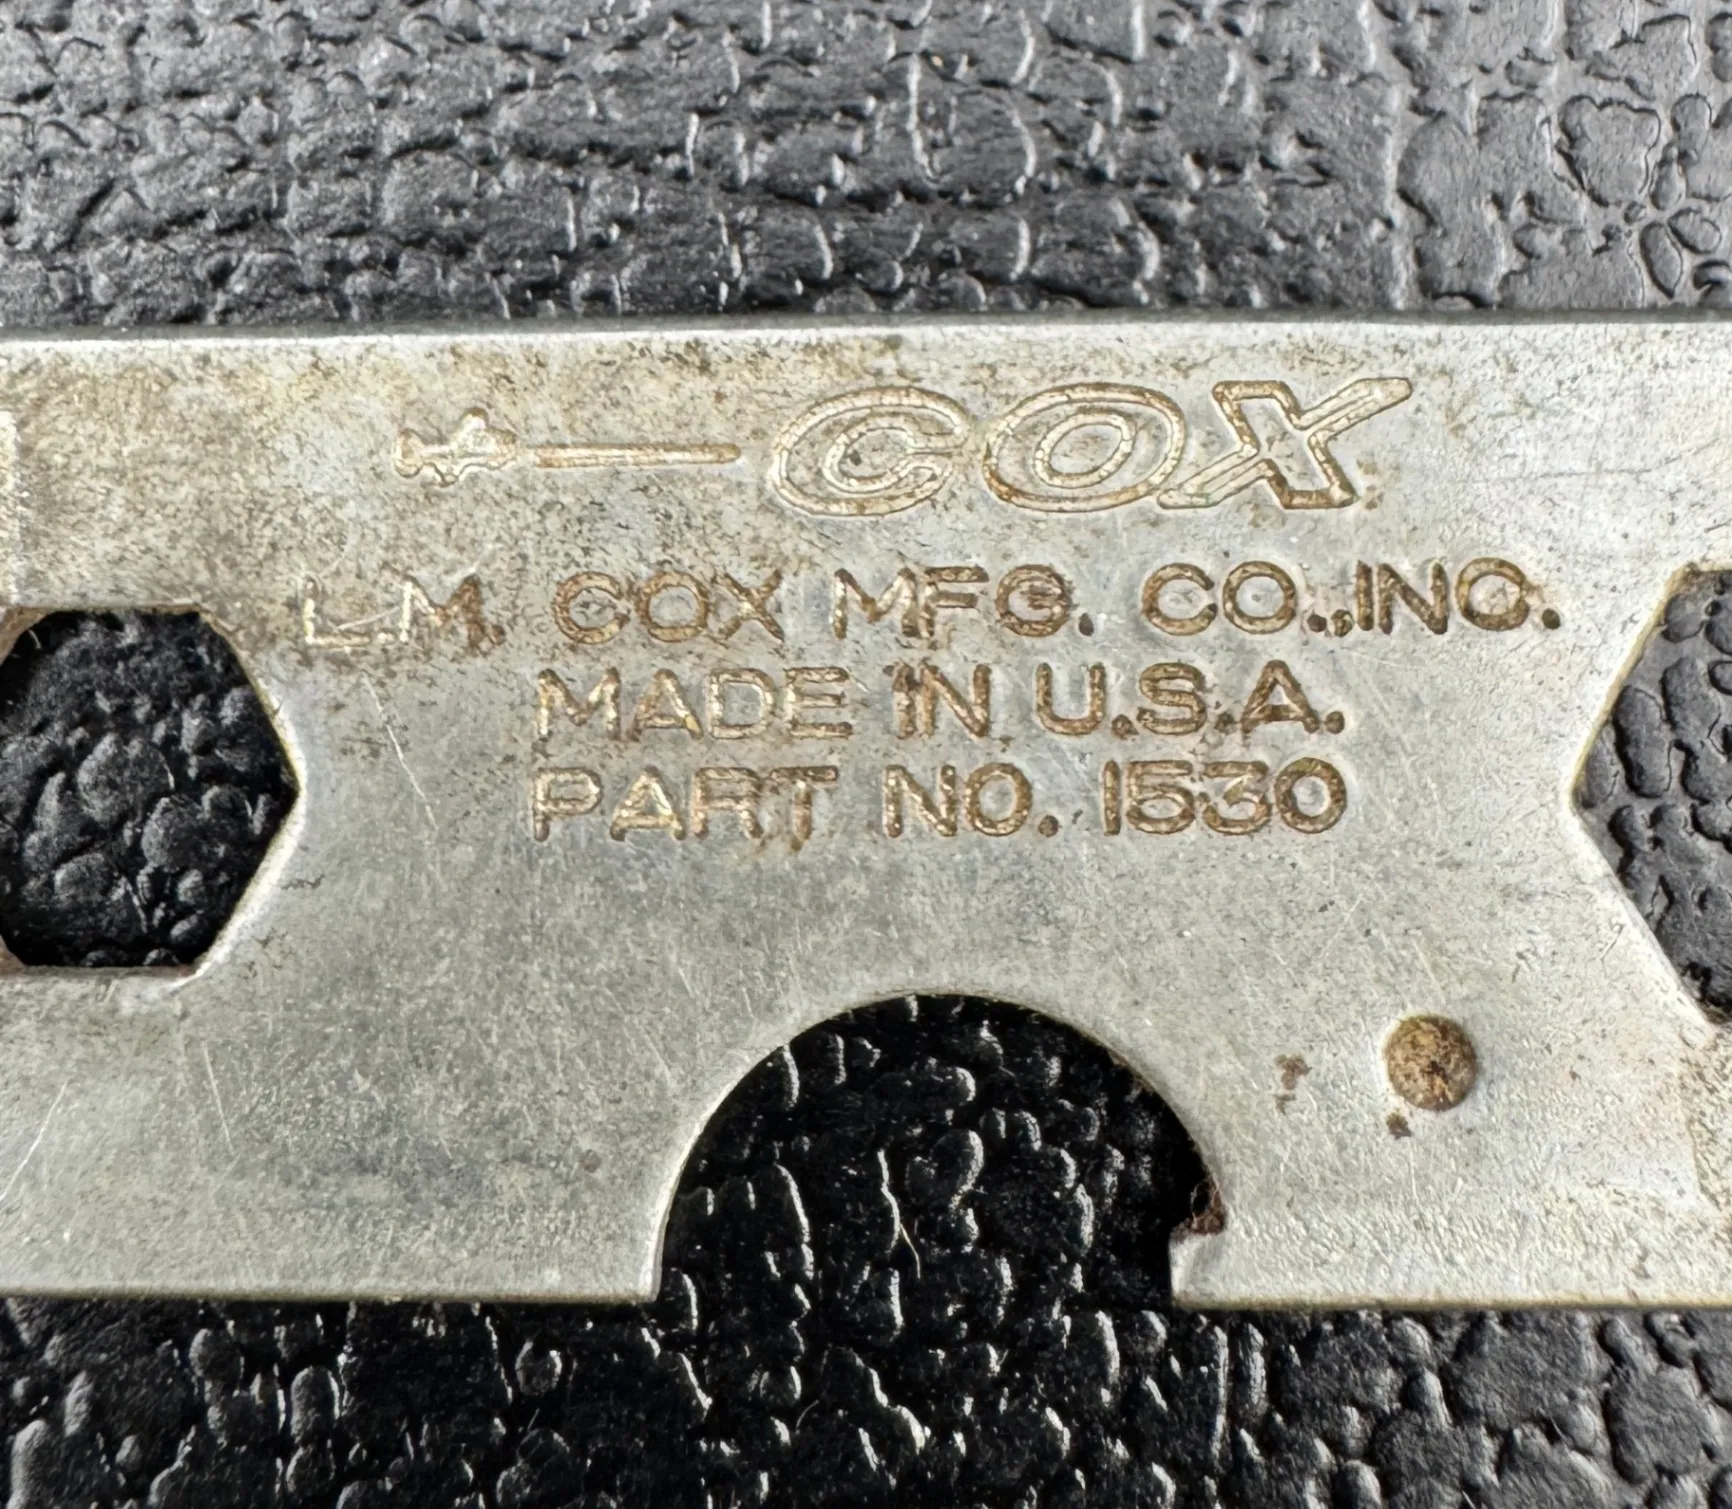 COX
L.M. COX MFG. CO., INC.
MADE IN U.S.A.
PART NO. 1530